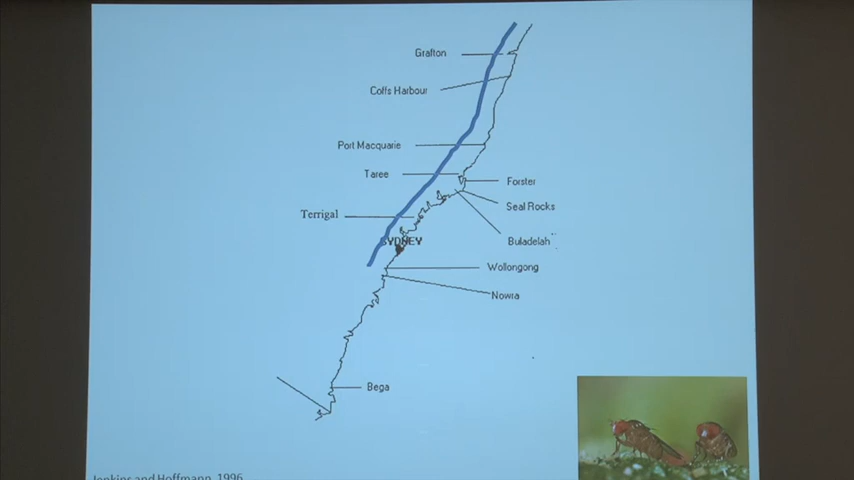 Grafton
Coffs Harbour
Port Macquarie
Taree
Forster
Seal Rocks
Terrigal
SYDNEY
Buladelah
Wollongong
Nowra
Bega
Jenkins and Hoffmann, 1996